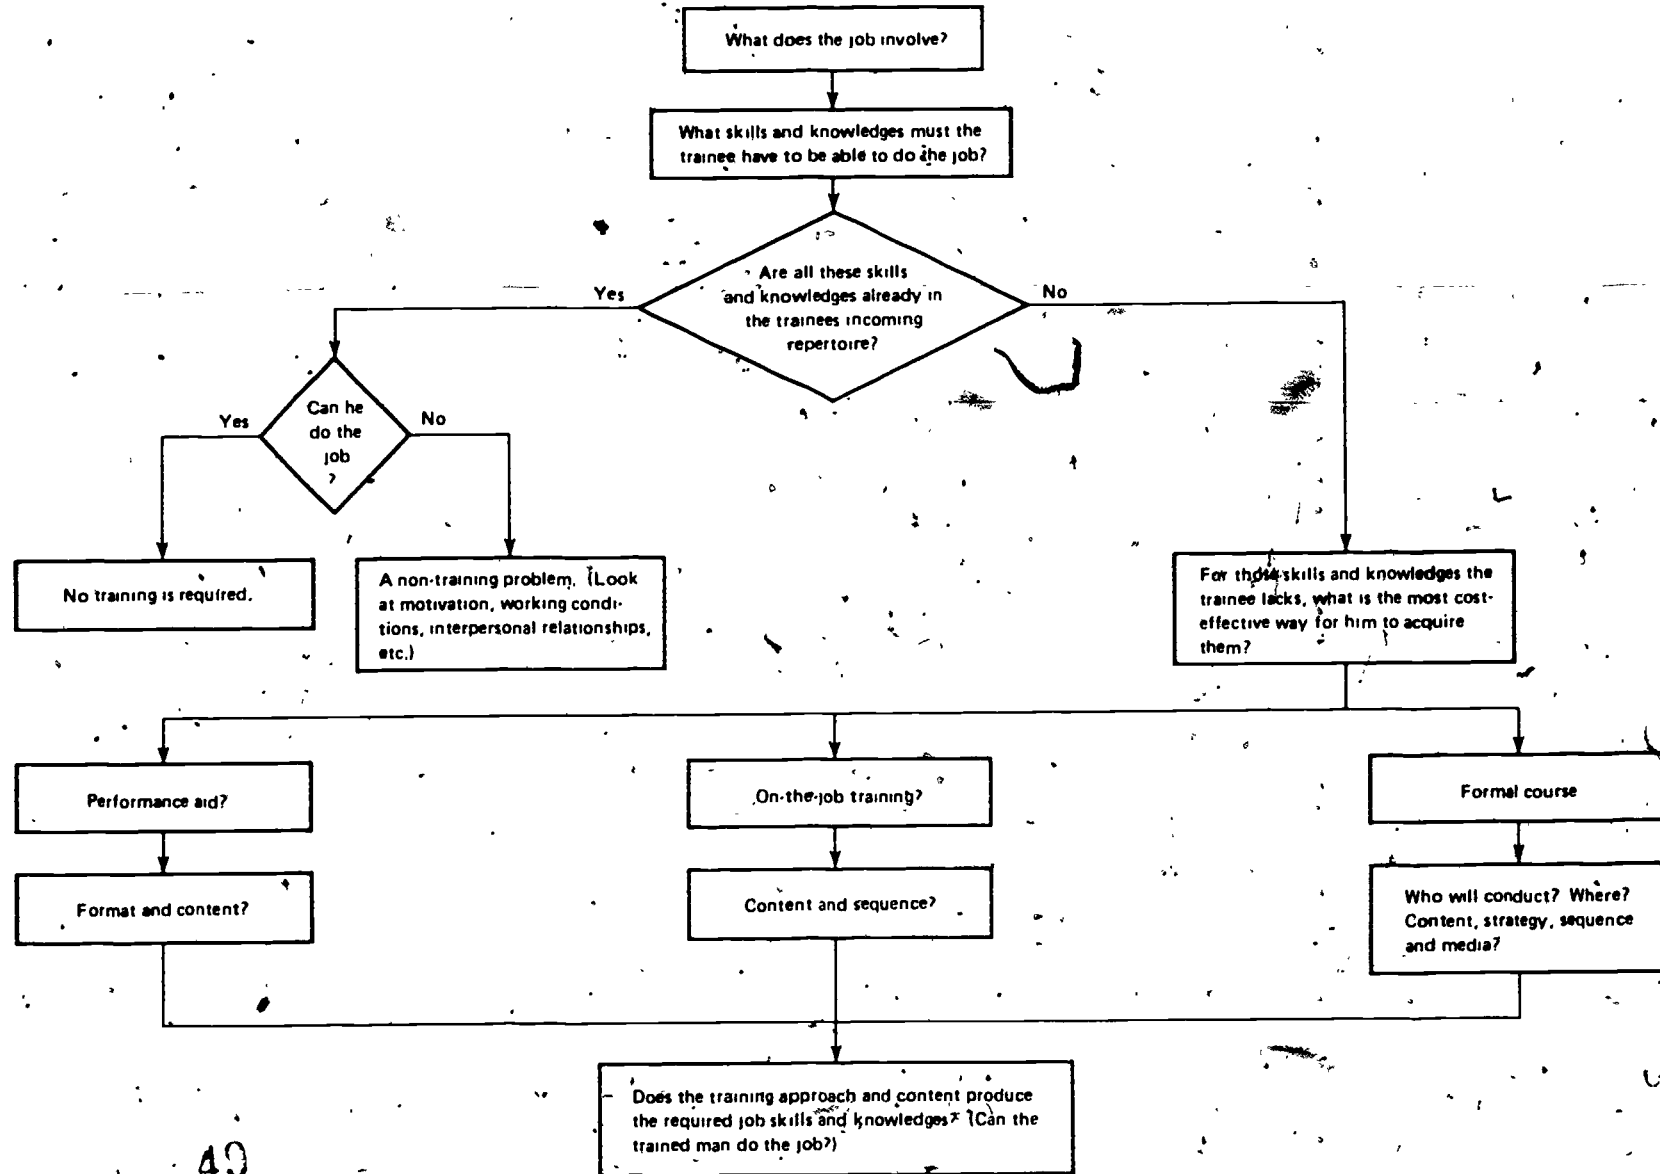 What does the job involve?
What skills and knowledges must the
trainee have to be able to do the job?
Are all these skills
and knowledges already in
the trainees incoming
repertoire?
Yes
No
Can he
do the
job
?
Yes
No
No training is required.
A non-training problem. (Look
at motivation, working condi-
tions, interpersonal relationships,
etc.)
For those skills and knowledges the
trainee lacks, what is the most cost-
effective way for him to acquire
them?
Performance aid?
On-the-job training?
Formal course
Format and content?
Content and sequence?
Who will conduct? Where?
Content, strategy, sequence
and media?
Does the training approach and content produce
the required job skills and knowledges? (Can the
trained man do the job?)
49